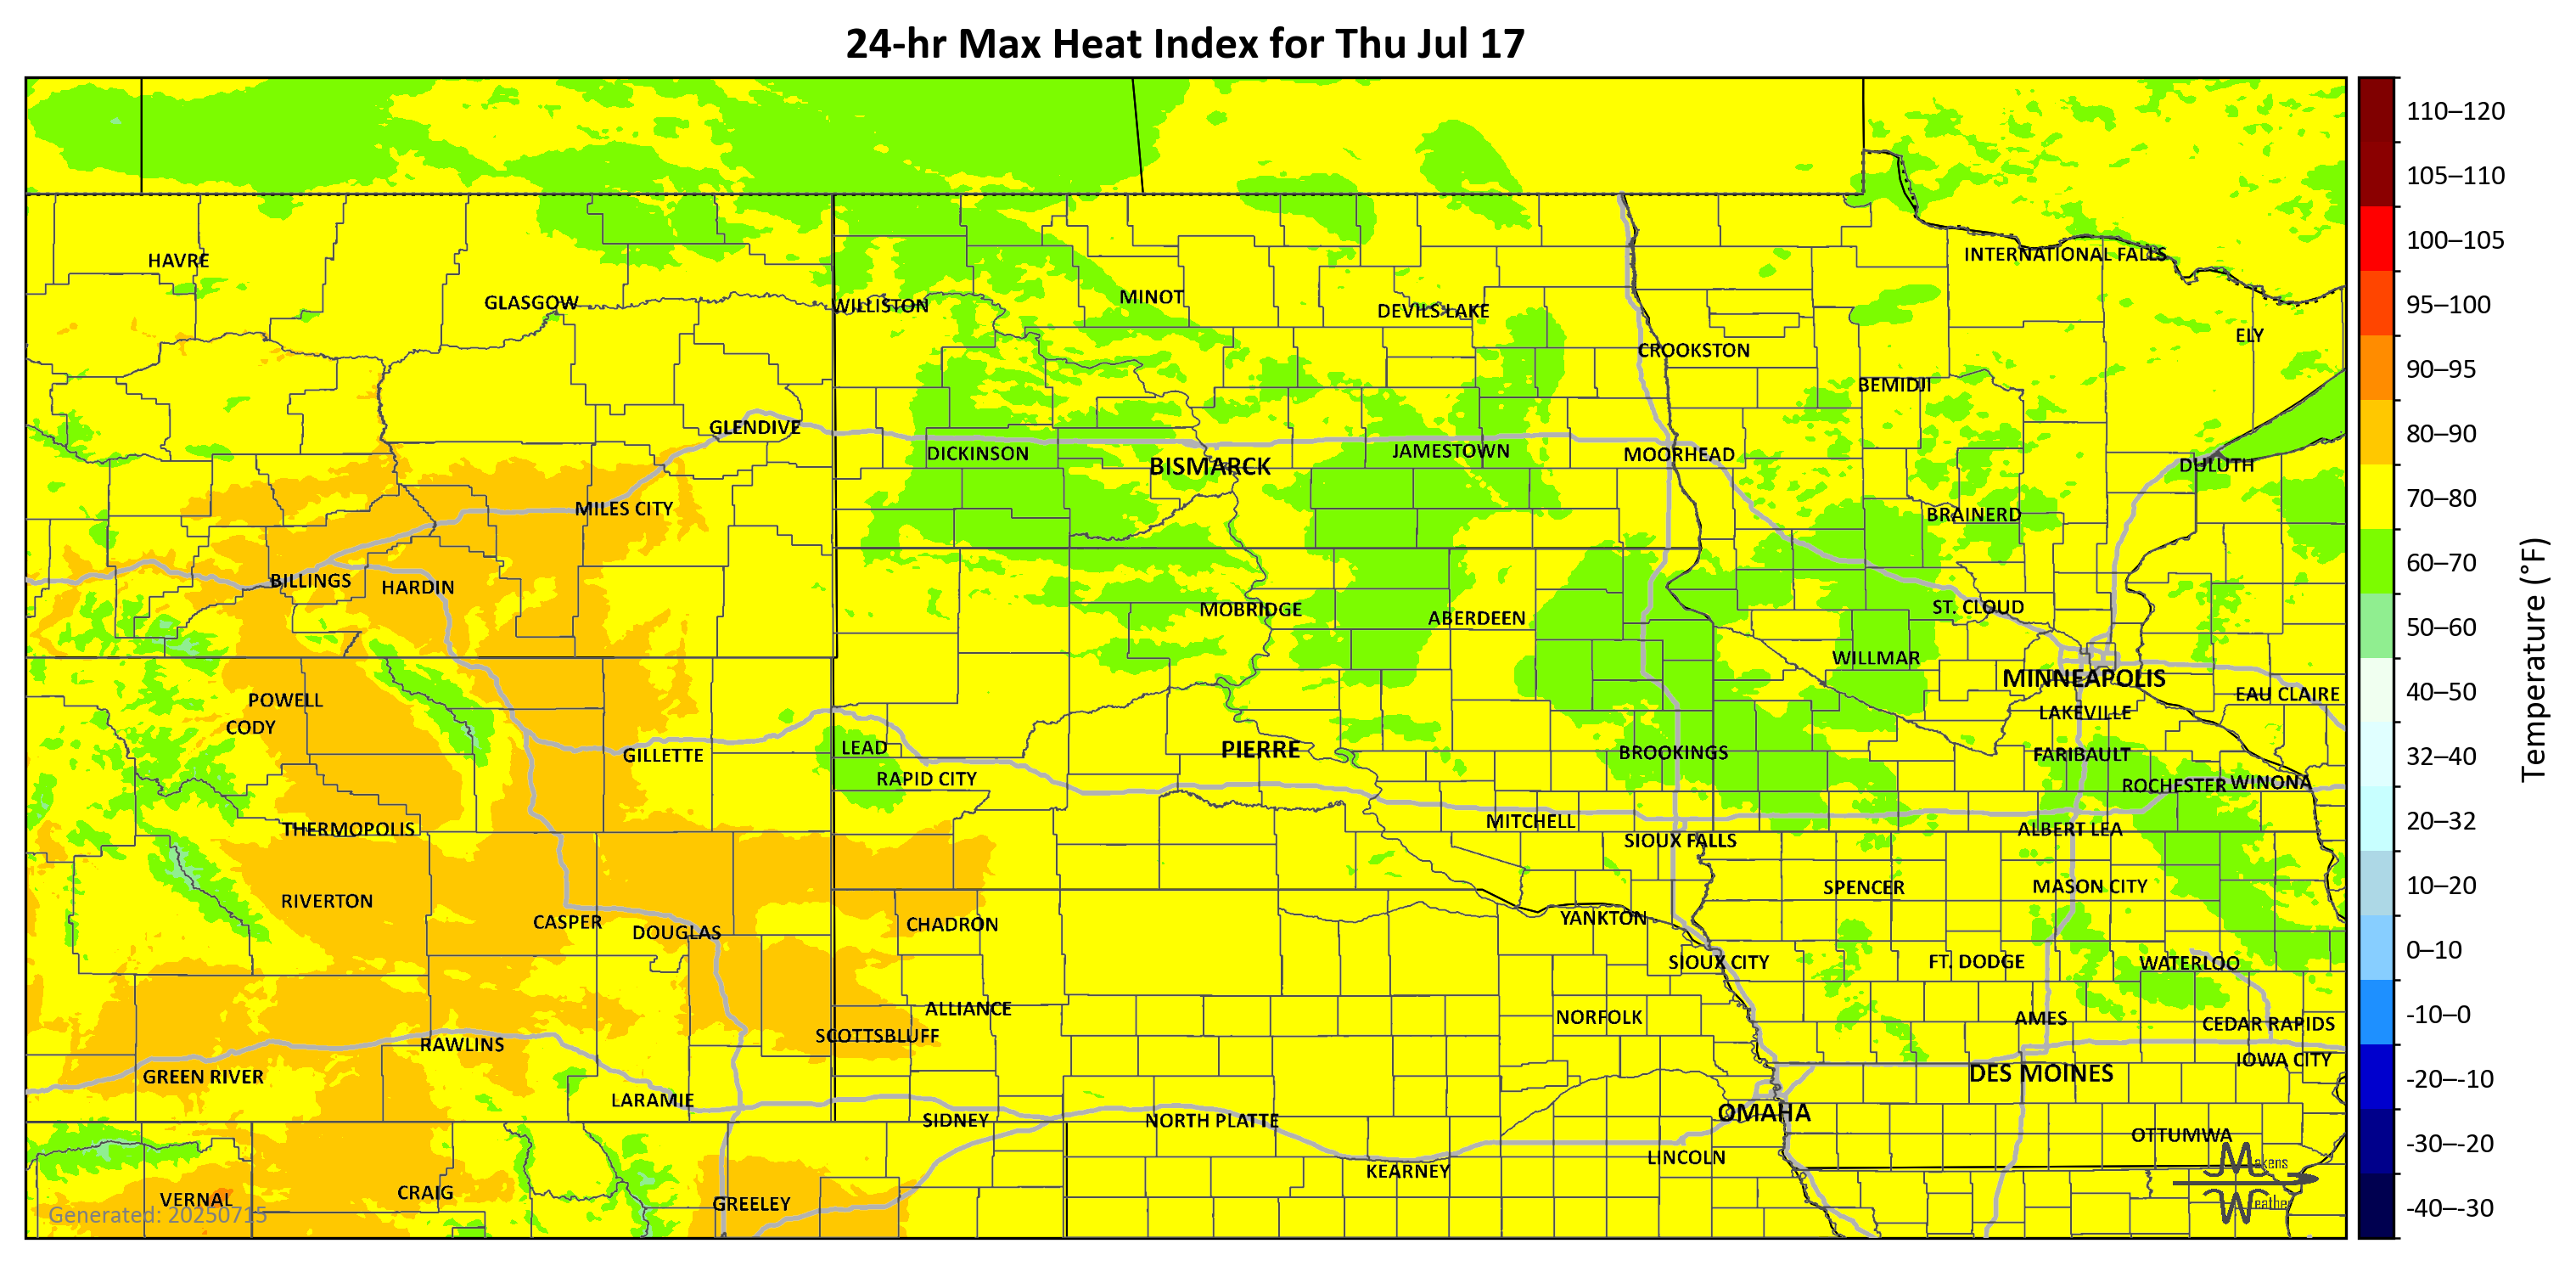 24-hr Max Heat Index for Thu Jul 17
HAVRE
GLASGOW
WILLISTON
MINOT
DEVILS LAKE
INTERNATIONAL FALLS
ELY
CROOKSTON
BEMIDJI
GLENDIVE
DICKINSON
BISMARCK
JAMESTOWN
MOORHEAD
DULUTH
MILES CITY
BRAINERD
BILLINGS
HARDIN
MOBRIDGE
ABERDEEN
ST. CLOUD
WILLMAR
MINNEAPOLIS
EAU CLAIRE
POWELL
CODY
LAKEVILLE
GILLETTE
LEAD
RAPID CITY
PIERRE
BROOKINGS
FARIBAULT
ROCHESTER
WINONA
THERMOPOLIS
MITCHELL
SIOUX FALLS
ALBERT LEA
RIVERTON
CASPER
DOUGLAS
CHADRON
YANKTON
SPENCER
MASON CITY
SIOUX CITY
FT. DODGE
WATERLOO
ALLIANCE
SCOTTSBLUFF
NORFOLK
AMES
CEDAR RAPIDS
RAWLINS
GREEN RIVER
IOWA CITY
DES MOINES
LARAMIE
SIDNEY
NORTH PLATTE
OMAHA
OTTUMWA
KEARNEY
LINCOLN
VERNAL
CRAIG
GREELEY
Generated: 20250715
Makens
Weather
110–120
105–110
100–105
95–100
90–95
80–90
70–80
60–70
50–60
40–50
32–40
20–32
10–20
0–10
-10–0
-20–-10
-30–-20
-40–-30
Temperature (°F)